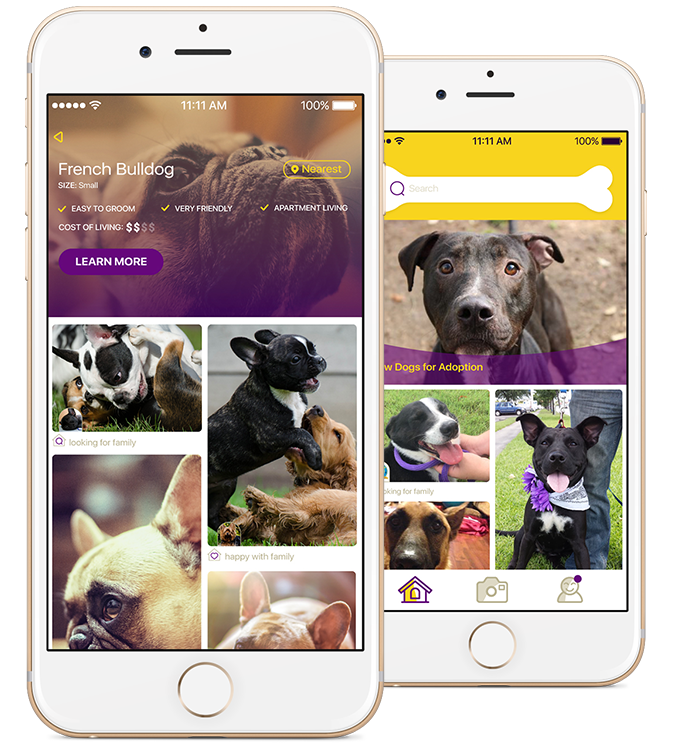 11:11 AM
100%
French Bulldog
Nearest
SIZE: Small
EASY TO GROOM
VERY FRIENDLY
APARTMENT LIVING
COST OF LIVING: $$$$
LEARN MORE
looking for family
happy with family
11:11 AM
100%
Search
w Dogs for Adoption
oking for family